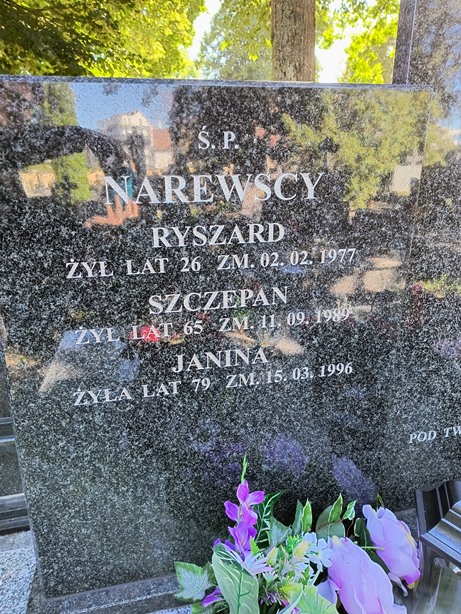 Ś. P.
NAREWSCY
RYSZARD
ŻYŁ LAT 26 ZM. 02. 02. 1977
SZCZEPAN
ŻYŁ LAT 65 ZM. 11. 09. 1989
JANINA
ŻYŁA LAT 79 ZM. 15. 03. 1996
POD TW